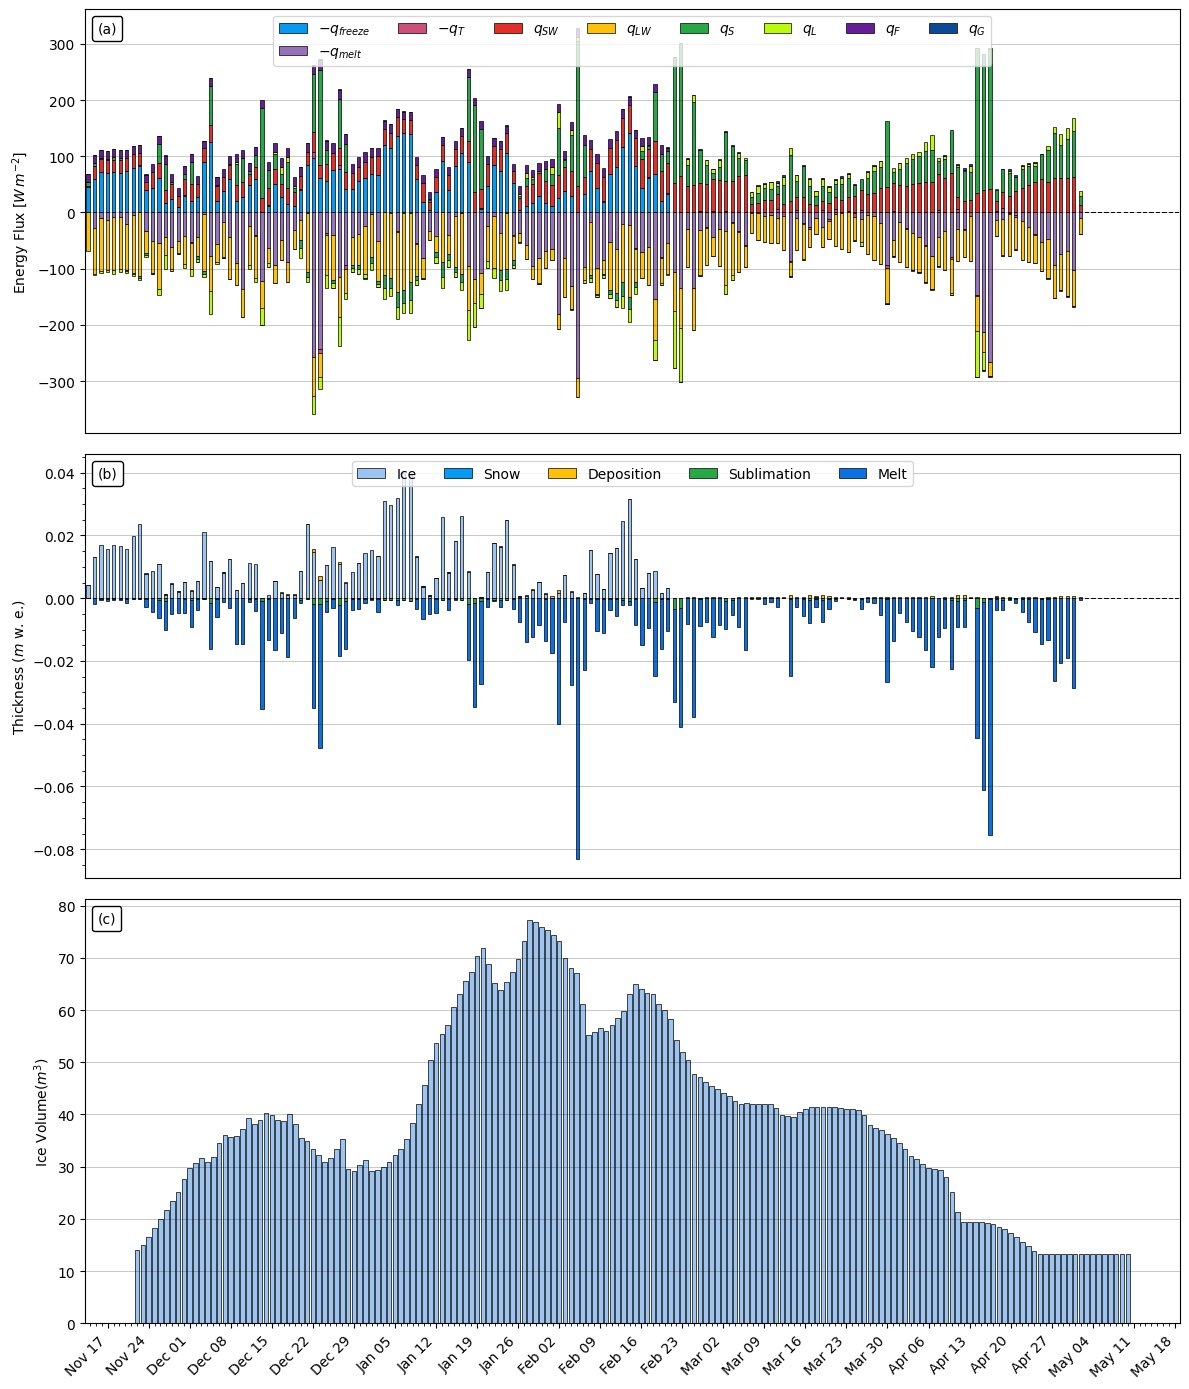 (a)
−q_freeze −q_T q_SW q_LW q_S q_L q_F q_G
−q_melt
Energy Flux [W m⁻²]
300
200
100
0
−100
−200
−300
(b)
Ice Snow Deposition Sublimation Melt
Thickness (m w. e.)
0.04
0.02
0.00
−0.02
−0.04
−0.06
−0.08
(c)
Ice Volume(m³)
80
70
60
50
40
30
20
10
0
Nov 17 Nov 24 Dec 01 Dec 08 Dec 15 Dec 22 Dec 29 Jan 05 Jan 12 Jan 19 Jan 26 Feb 02 Feb 09 Feb 16 Feb 23 Mar 02 Mar 09 Mar 16 Mar 23 Mar 30 Apr 06 Apr 13 Apr 20 Apr 27 May 04 May 11 May 18